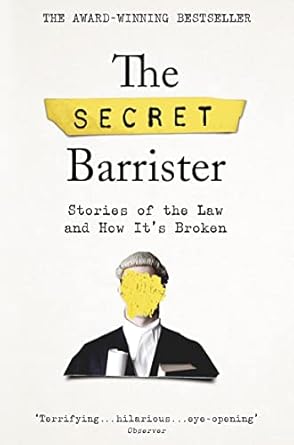 THE AWARD-WINNING BESTSELLER
The
SECRET
Barrister
Stories of the Law
and How It's Broken
‘Terrifying...hilarious...eye-opening’
Observer